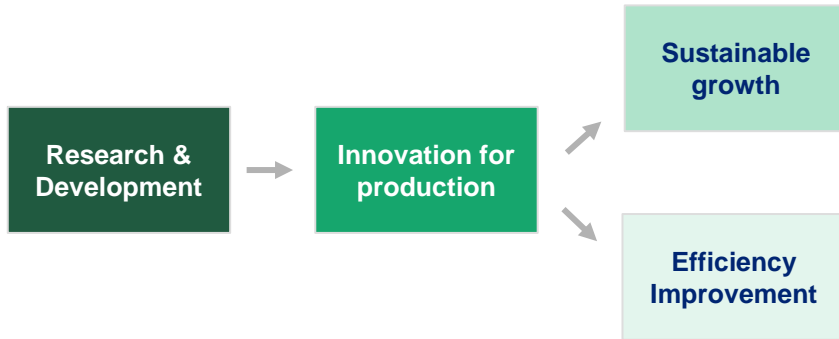 Research &
Development
Innovation for
production
Sustainable
growth
Efficiency
Improvement